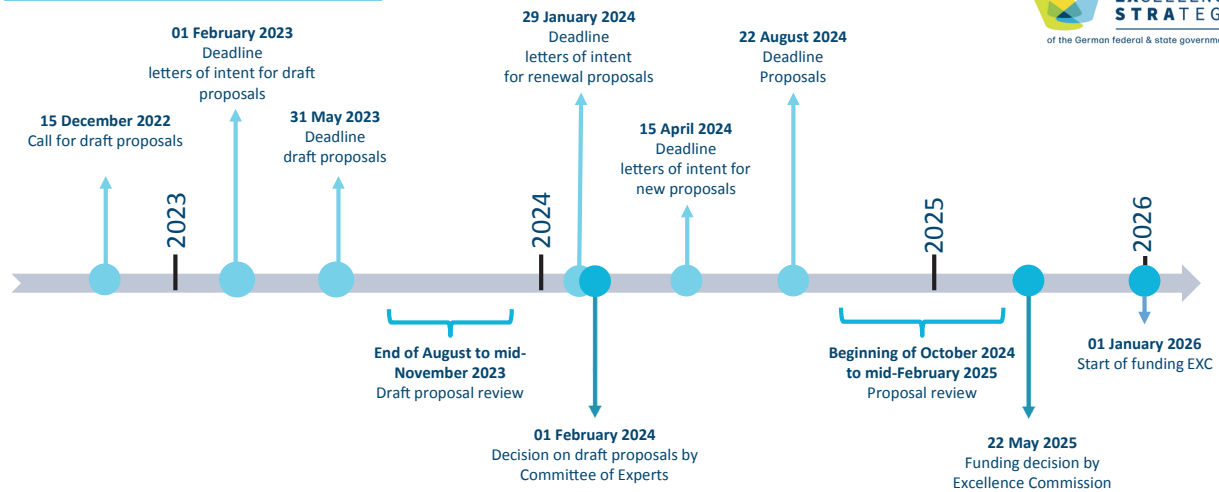 EXCELLENC
STRATEG
of the German federal & state governme
29 January 2024
Deadline
letters of intent
for renewal proposals
01 February 2023
Deadline
letters of intent for draft
proposals
22 August 2024
Deadline
Proposals
15 December 2022
Call for draft proposals
31 May 2023
Deadline
draft proposals
15 April 2024
Deadline
letters of intent for
new proposals
2023
2024
2025
2026
End of August to mid-
November 2023
Draft proposal review
Beginning of October 2024
to mid-February 2025
Proposal review
01 January 2026
Start of funding EXC
01 February 2024
Decision on draft proposals by
Committee of Experts
22 May 2025
Funding decision by
Excellence Commission